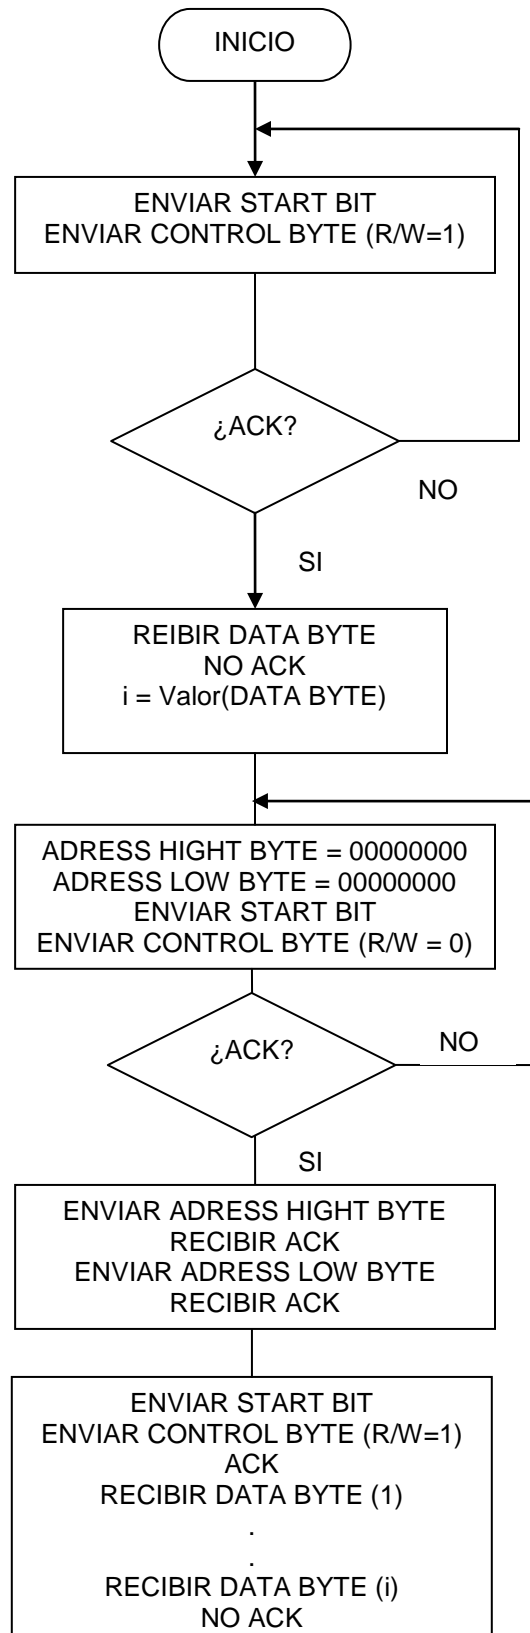 INICIO
ENVIAR START BIT
ENVIAR CONTROL BYTE (R/W=1)
¿ACK?
NO
SI
REIBIR DATA BYTE
NO ACK
i = Valor(DATA BYTE)
ADRESS HIGHT BYTE = 00000000
ADRESS LOW BYTE = 00000000
ENVIAR START BIT
ENVIAR CONTROL BYTE (R/W = 0)
¿ACK?
NO
SI
ENVIAR ADRESS HIGHT BYTE
RECIBIR ACK
ENVIAR ADRESS LOW BYTE
RECIBIR ACK
ENVIAR START BIT
ENVIAR CONTROL BYTE (R/W=1)
ACK
RECIBIR DATA BYTE (1)
.
.
RECIBIR DATA BYTE (i)
NO ACK